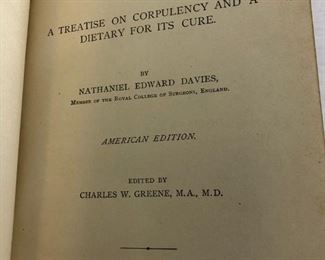 A TREATISE ON CORPULENCY AND A
DIETARY FOR ITS CURE.
BY
NATHANIEL EDWARD DAVIES,
MEMBER OF THE ROYAL COLLEGE OF SURGEONS, ENGLAND.
AMERICAN EDITION.
EDITED BY
CHARLES W. GREENE, M.A., M.D.